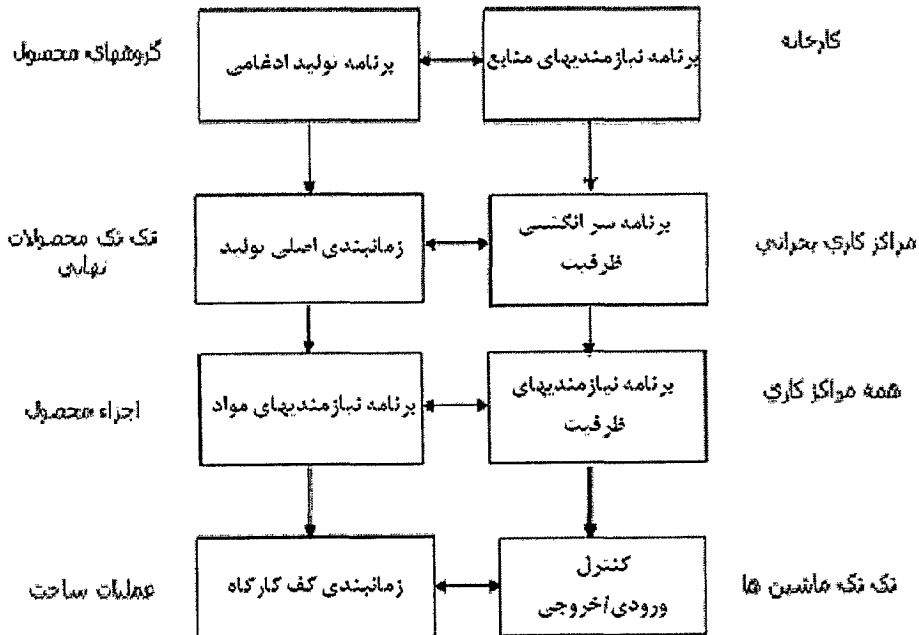 کارخانه
برنامه نیازمندیهای منابع
برنامه تولید ادغامی
گروههای محصول
مراکز کاری بحرانی
برنامه سر انگشتی
ظرفیت
زمانبندی اصلی تولید
تک تک محصولات
نهایی
همه مراکز کاری
برنامه نیازمندیهای
ظرفیت
برنامه نیازمندیهای مواد
اجزاء محصول
تک تک ماشین ها
کنترل
ورودی/خروجی
زمانبندی کف کارگاه
عملیات ساخت